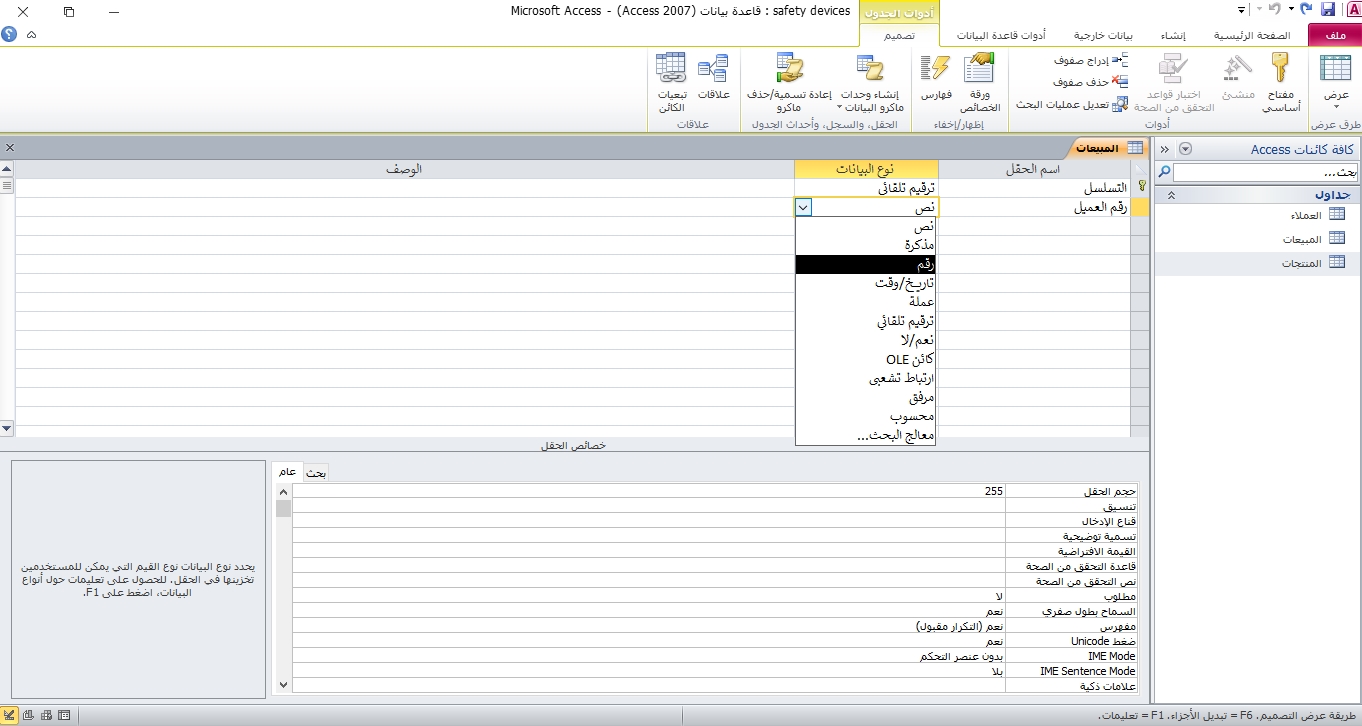 safety devices : قاعدة بيانات (Access 2007) - Microsoft Access
أدوات الجدول
ملف
الصفحة الرئيسية
إنشاء
بيانات خارجية
أدوات قاعدة البيانات
تصميم
عرض
طرق عرض
مفتاح أساسي
منشئ
اختبار قواعد التحقق من الصحة
إدراج صفوف
حذف صفوف
تعديل عمليات البحث
أدوات
ورقة الخصائص
فهارس
إظهار/إخفاء
إنشاء وحدات ماكرو البيانات
إعادة تسمية/حذف ماكرو
الحقل، والسجل، وأحداث الجدول
علاقات
تبعيات الكائن
علاقات
كافة كائنات Access
بحث...
جداول
العملاء
المبيعات
المنتجات
المبيعات
اسم الحقل
نوع البيانات
الوصف
التسلسل
ترقيم تلقائي
رقم العميل
نص
نص
مذكرة
رقم
تاريخ/وقت
عملة
ترقيم تلقائي
نعم/لا
كائن OLE
ارتباط تشعبي
مرفق
محسوب
معالج البحث...
خصائص الحقل
عام
بحث
حجم الحقل
255
تنسيق
قناع الإدخال
تسمية توضيحية
القيمة الافتراضية
قاعدة التحقق من الصحة
نص التحقق من الصحة
مطلوب
لا
السماح بطول صفري
نعم
مفهرس
نعم (التكرار مقبول)
ضغط Unicode
نعم
IME Mode
بدون عنصر التحكم
IME Sentence Mode
بلا
علامات ذكية
يحدد نوع البيانات نوع القيم التي يمكن للمستخدمين
تخزينها في الحقل. للحصول على تعليمات حول أنواع
البيانات، اضغط على F1.
طريقة عرض التصميم. F6 = تبديل الأجزاء. F1 = تعليمات.